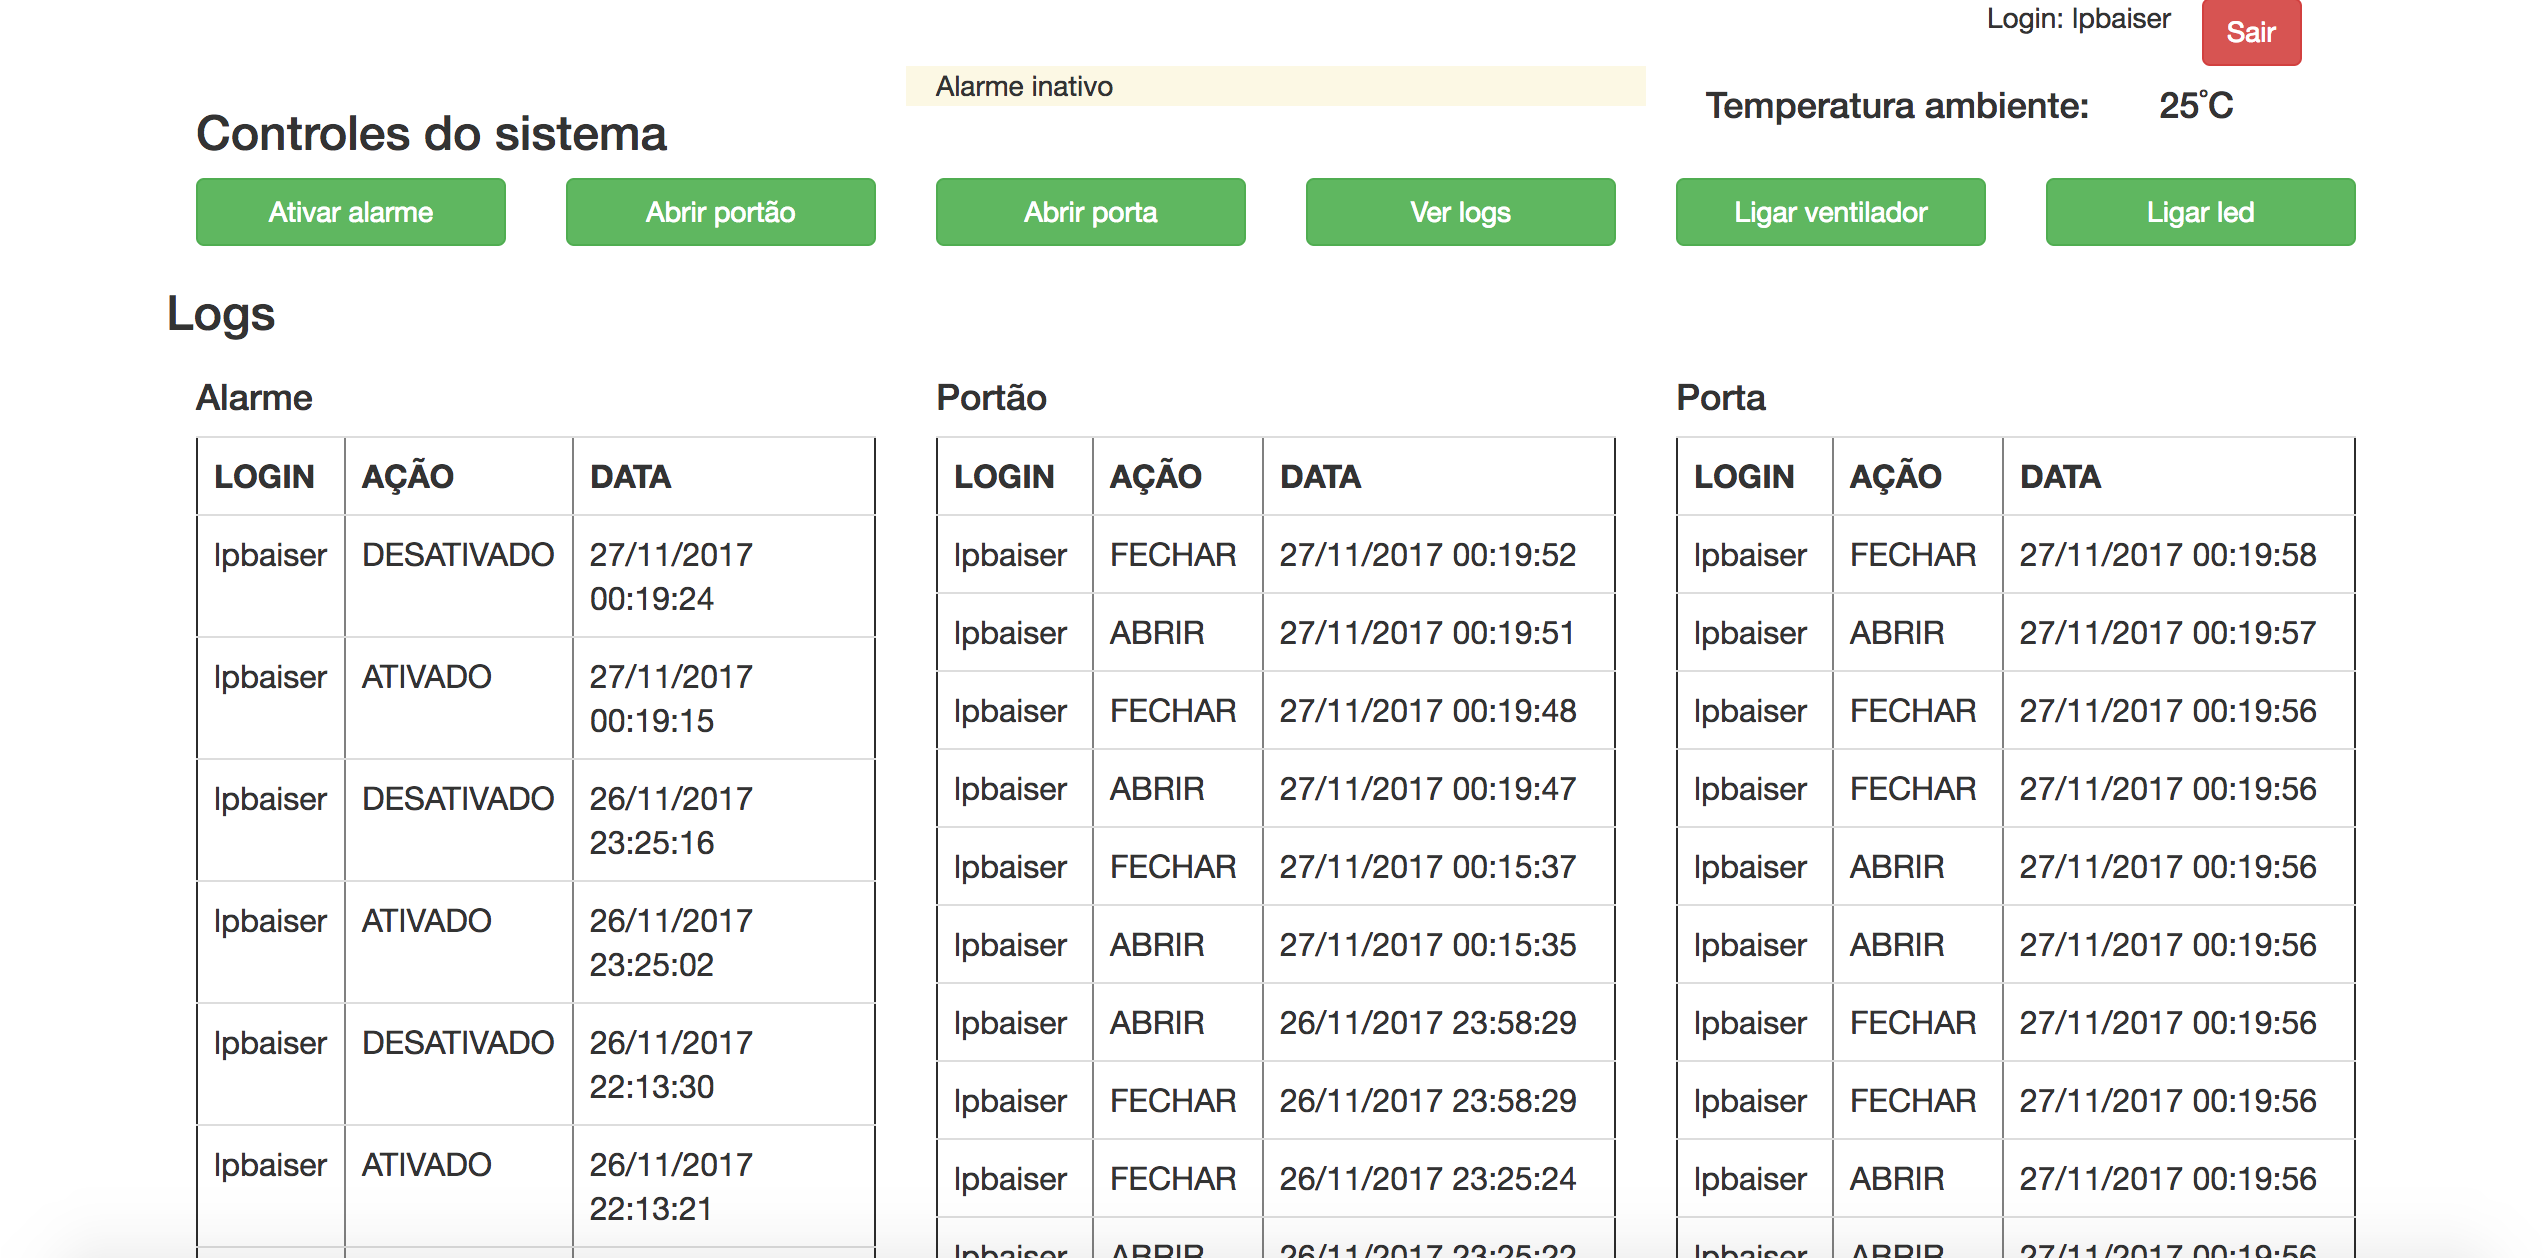 Login: lpbaiser
Sair
Alarme inativo
Temperatura ambiente: 25°C
Controles do sistema
Ativar alarme
Abrir portão
Abrir porta
Ver logs
Ligar ventilador
Ligar led
Logs
Alarme
LOGIN AÇÃO DATA
lpbaiser DESATIVADO 27/11/2017
00:19:24
lpbaiser ATIVADO 27/11/2017
00:19:15
lpbaiser DESATIVADO 26/11/2017
23:25:16
lpbaiser ATIVADO 26/11/2017
23:25:02
lpbaiser DESATIVADO 26/11/2017
22:13:30
lpbaiser ATIVADO 26/11/2017
22:13:21
Portão
LOGIN AÇÃO DATA
lpbaiser FECHAR 27/11/2017 00:19:52
lpbaiser ABRIR 27/11/2017 00:19:51
lpbaiser FECHAR 27/11/2017 00:19:48
lpbaiser ABRIR 27/11/2017 00:19:47
lpbaiser FECHAR 27/11/2017 00:15:37
lpbaiser ABRIR 27/11/2017 00:15:35
lpbaiser ABRIR 26/11/2017 23:58:29
lpbaiser FECHAR 26/11/2017 23:58:29
lpbaiser FECHAR 26/11/2017 23:25:24
lpbaiser ABRIR 26/11/2017 23:25:22
Porta
LOGIN AÇÃO DATA
lpbaiser FECHAR 27/11/2017 00:19:58
lpbaiser ABRIR 27/11/2017 00:19:57
lpbaiser FECHAR 27/11/2017 00:19:56
lpbaiser FECHAR 27/11/2017 00:19:56
lpbaiser ABRIR 27/11/2017 00:19:56
lpbaiser ABRIR 27/11/2017 00:19:56
lpbaiser FECHAR 27/11/2017 00:19:56
lpbaiser FECHAR 27/11/2017 00:19:56
lpbaiser ABRIR 27/11/2017 00:19:56
lpbaiser ABRIR 27/11/2017 00:19:56